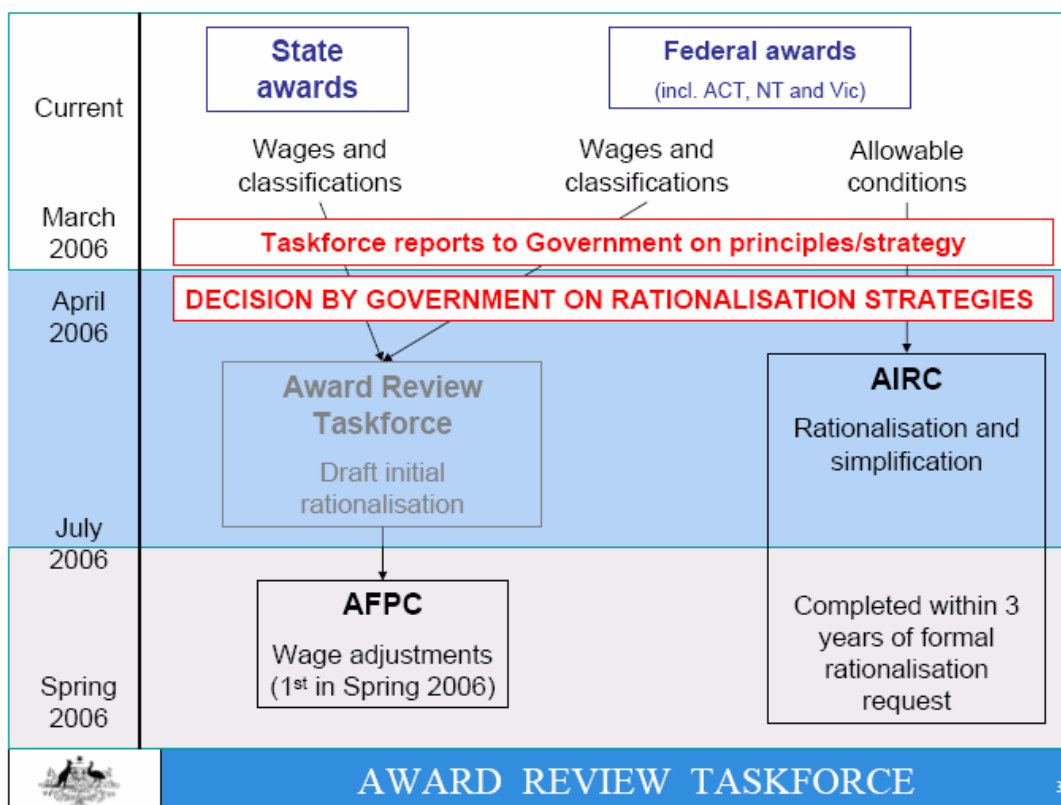 Current
State
awards
Federal awards
(incl. ACT, NT and Vic)
Wages and
classifications
Wages and
classifications
Allowable
conditions
March
2006
Taskforce reports to Government on principles/strategy
April
2006
DECISION BY GOVERNMENT ON RATIONALISATION STRATEGIES
Award Review
Taskforce
Draft initial
rationalisation
AIRC
Rationalisation and
simplification
July
2006
AFPC
Wage adjustments
(1st in Spring 2006)
Completed within 3
years of formal
rationalisation
request
Spring
2006
AWARD REVIEW TASKFORCE